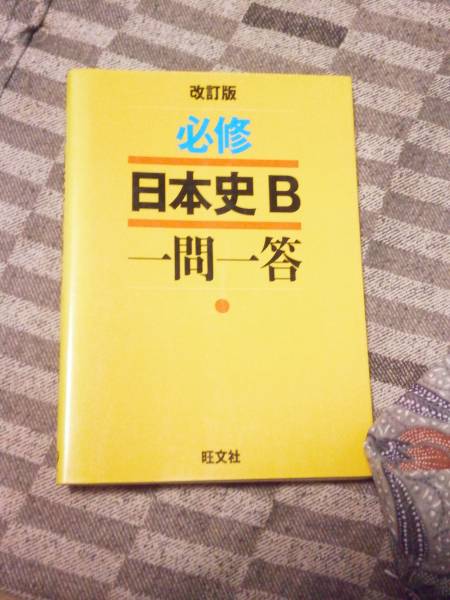 改訂版
必修
日本史B
一問一答
旺文社